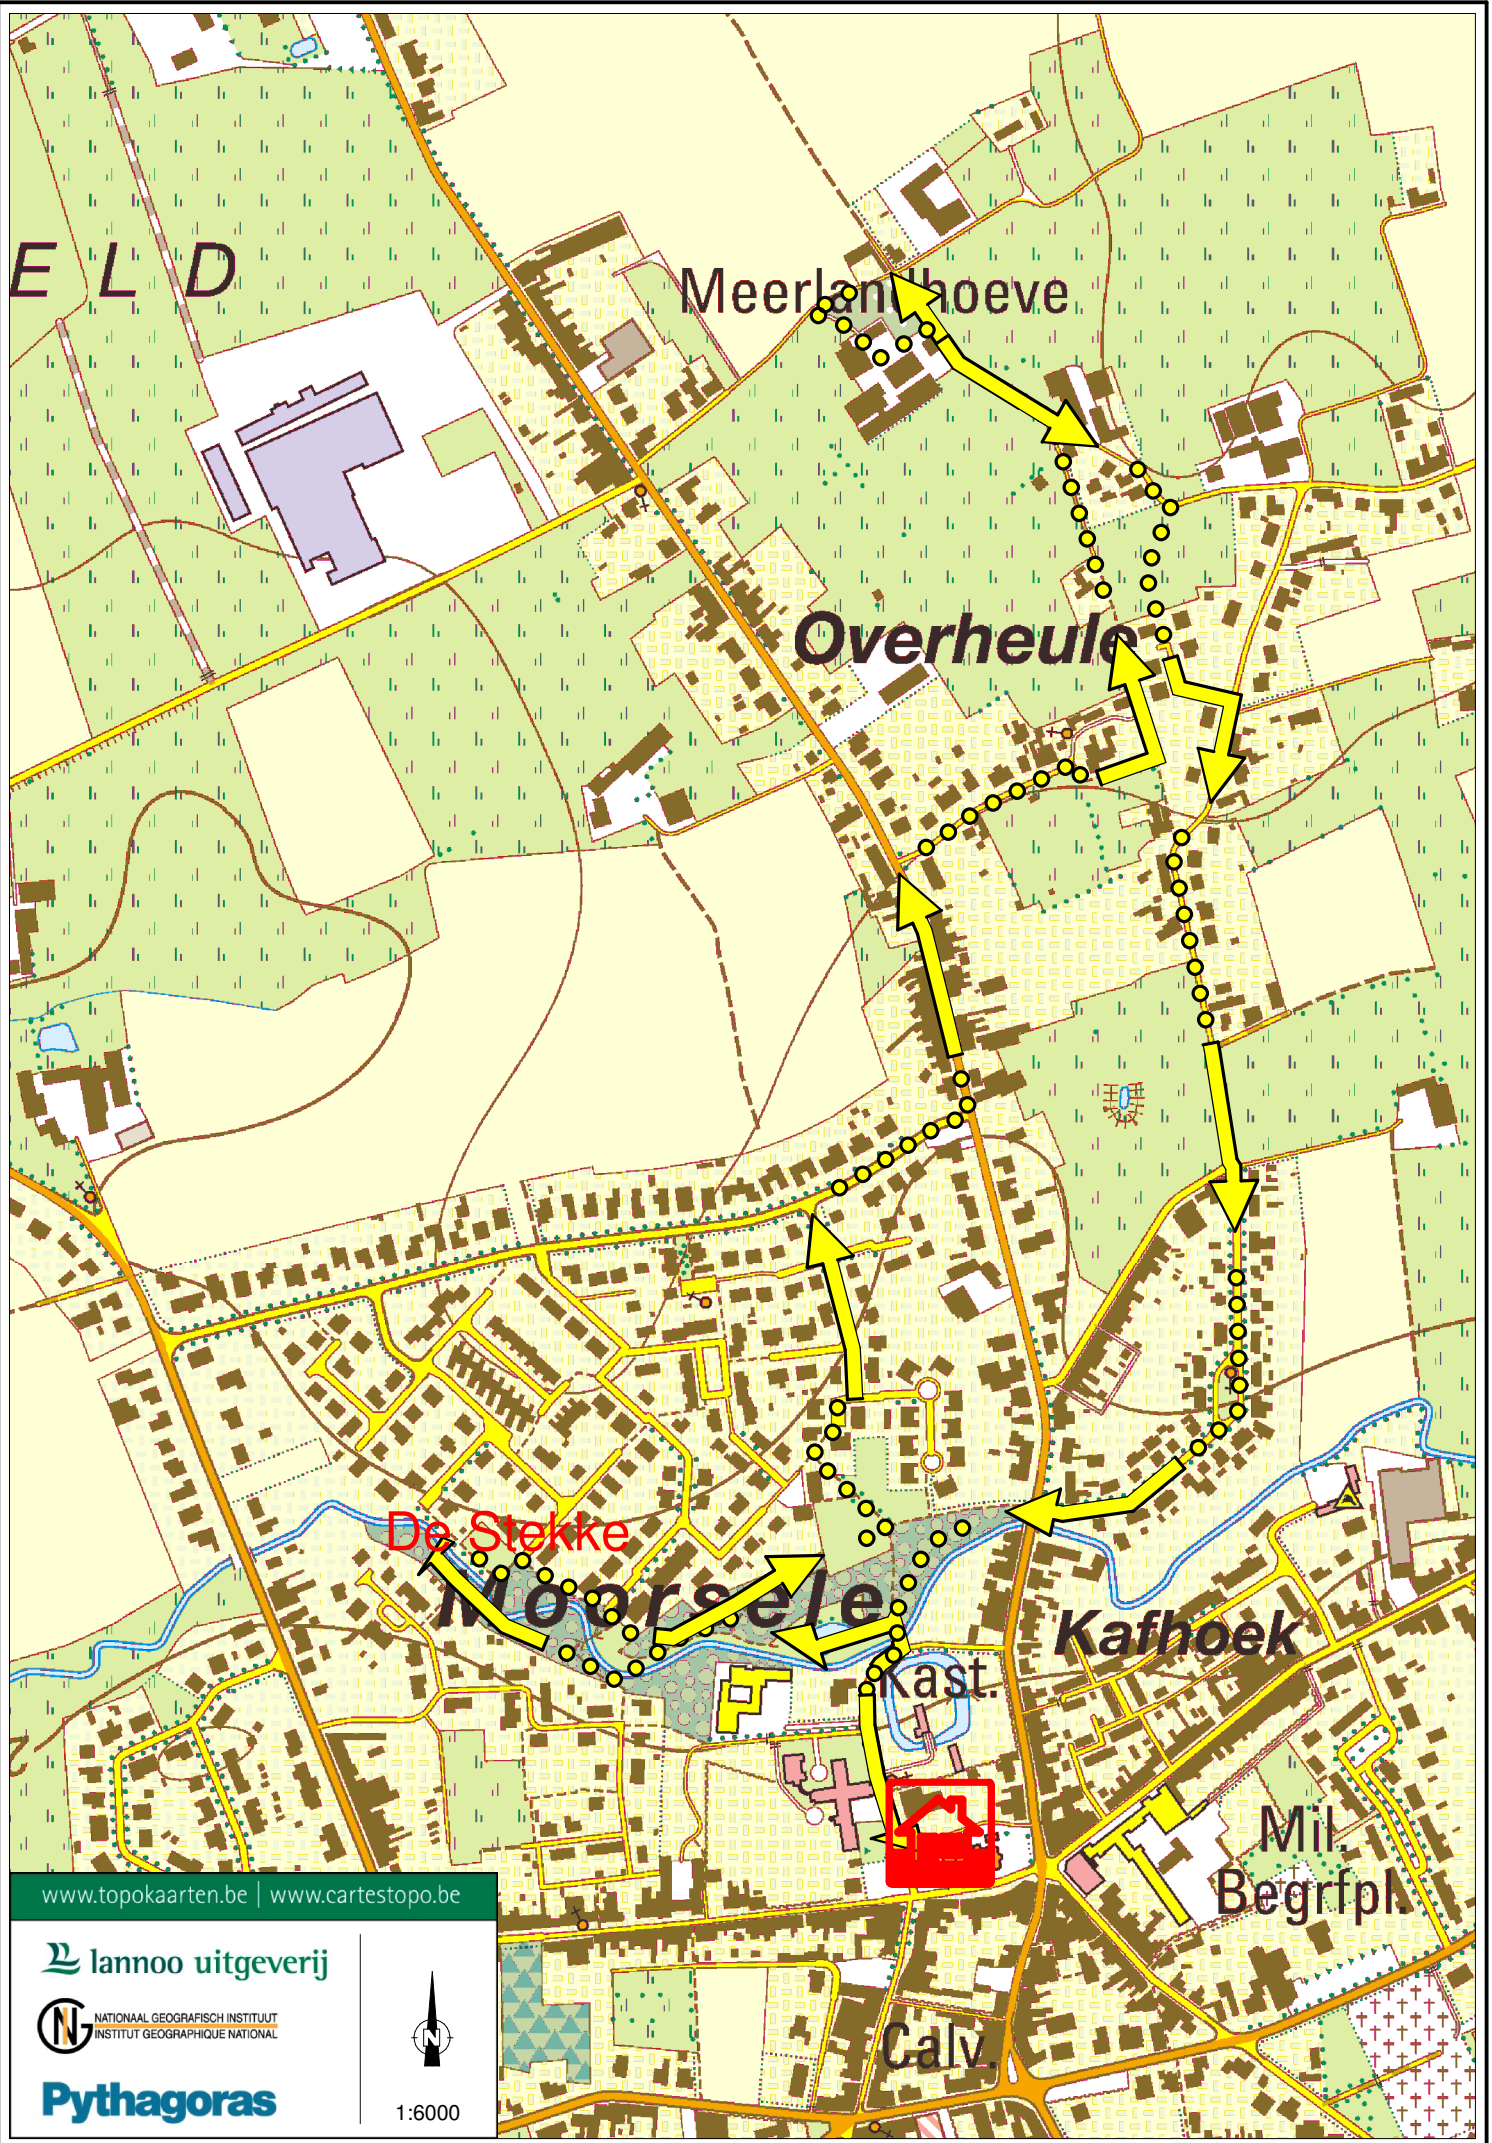 E L D
Meerlandhoeve
Overheule
De Stekke
Moorsele
Kafhoek
Kast.
Mil.
Begrfpl.
Calv.
www.topokaarten.be | www.cartestopo.be
lannoo uitgeverij
NGI
NATIONAAL GEOGRAFISCH INSTITUUT
INSTITUT GEOGRAPHIQUE NATIONAL
Pythagoras
N
1:6000